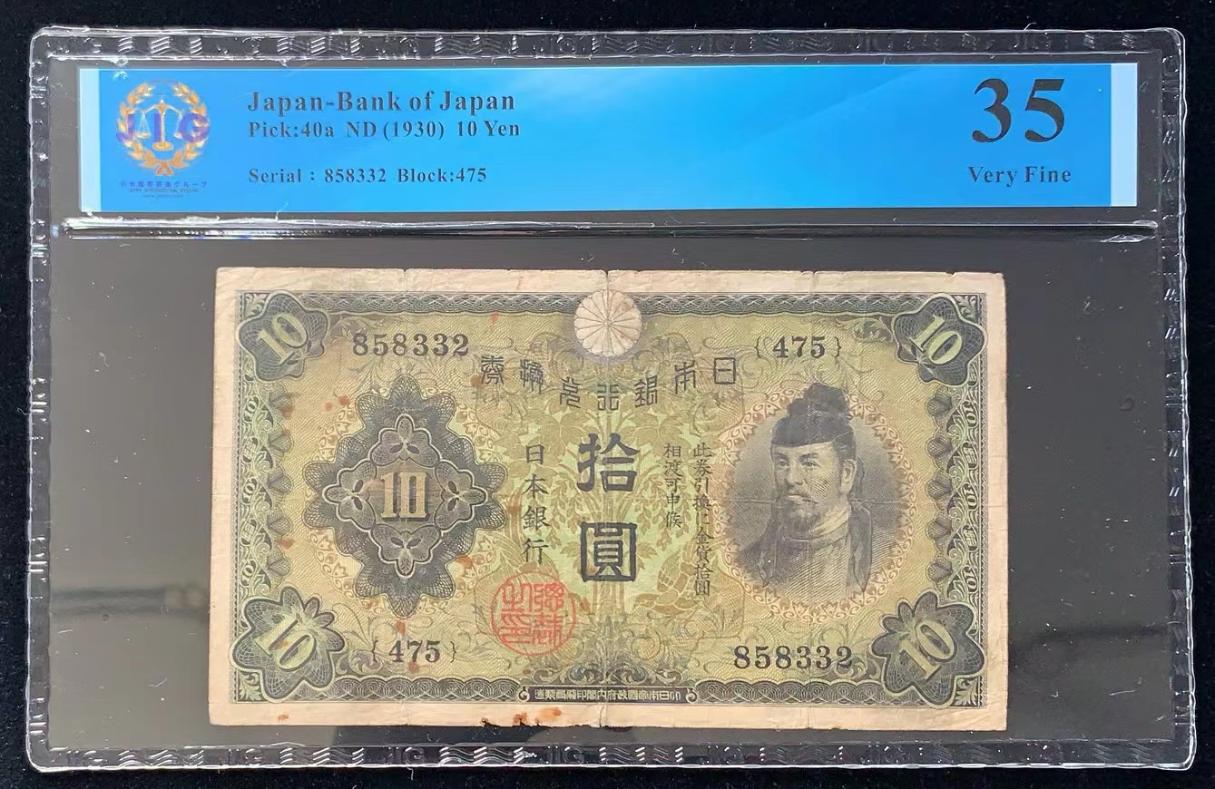 Japan-Bank of Japan
Pick:40a ND (1930) 10 Yen
Serial : 858332 Block:475
35
Very Fine
JIG
10
858332
{475}
10
日本銀行兌換券
此券引換に金貨拾圓
相渡可申候
拾圓
日本銀行
10
{475}
858332
10
10